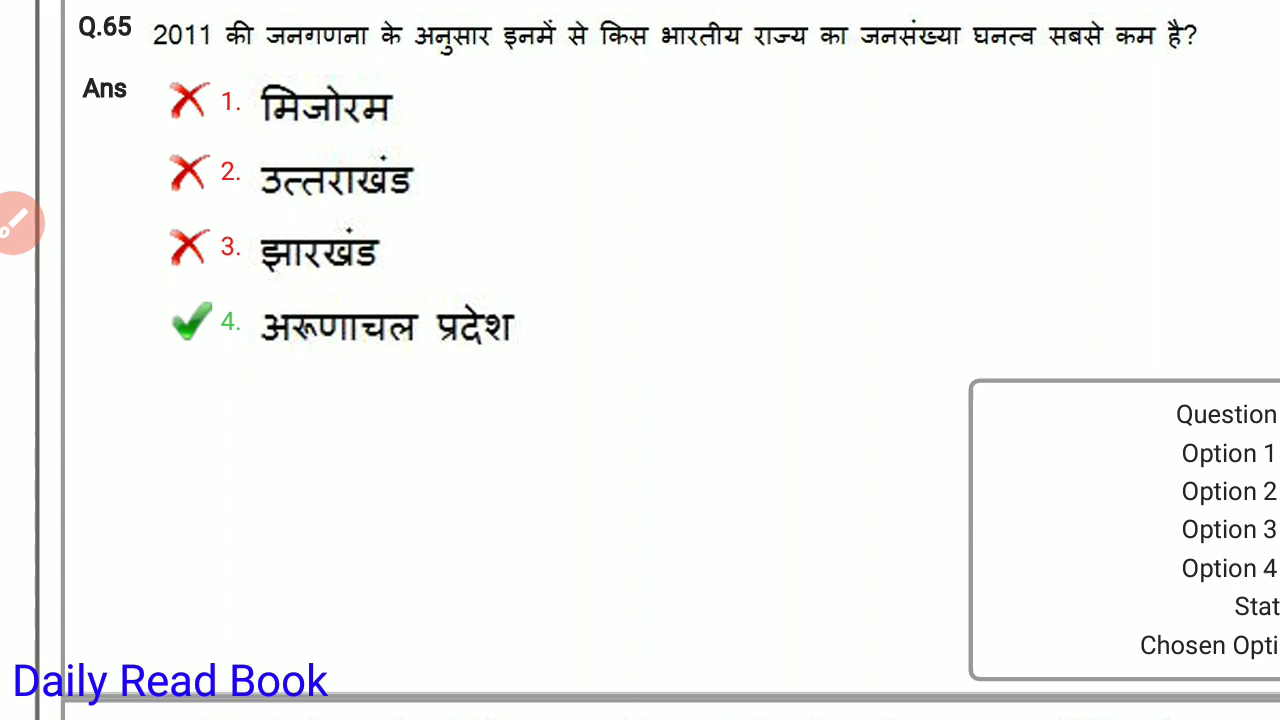 Q.65 2011 की जनगणना के अनुसार इनमें से किस भारतीय राज्य का जनसंख्या घनत्व सबसे कम है?
Ans
1. मिजोरम
2. उत्तराखंड
3. झारखंड
4. अरूणाचल प्रदेश
Question
Option 1
Option 2
Option 3
Option 4
Stat
Chosen Opti
Daily Read Book